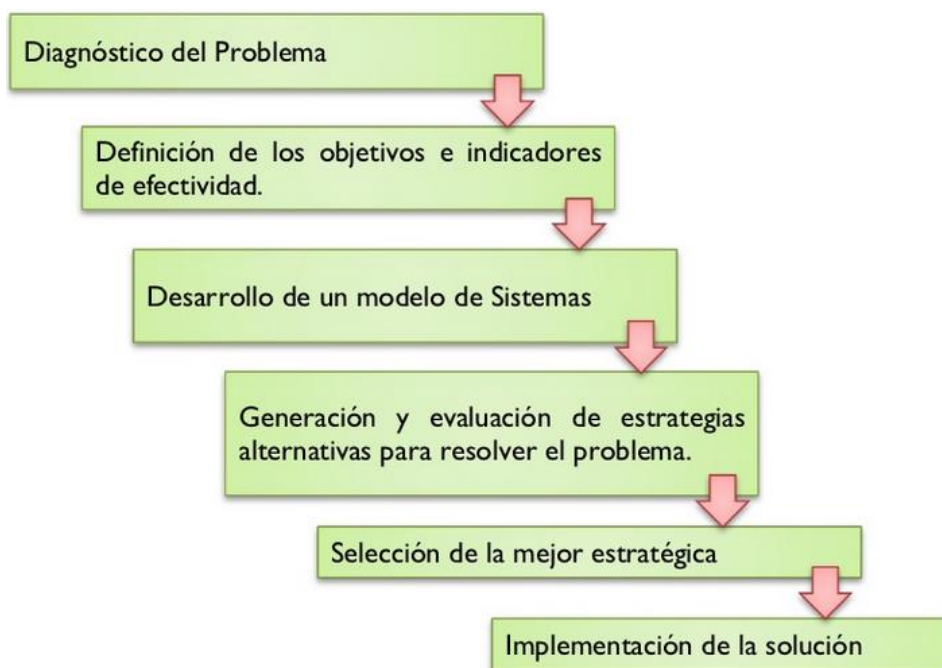 Diagnóstico del Problema
Definición de los objetivos e indicadores
de efectividad.
Desarrollo de un modelo de Sistemas
Generación y evaluación de estrategias
alternativas para resolver el problema.
Selección de la mejor estratégica
Implementación de la solución